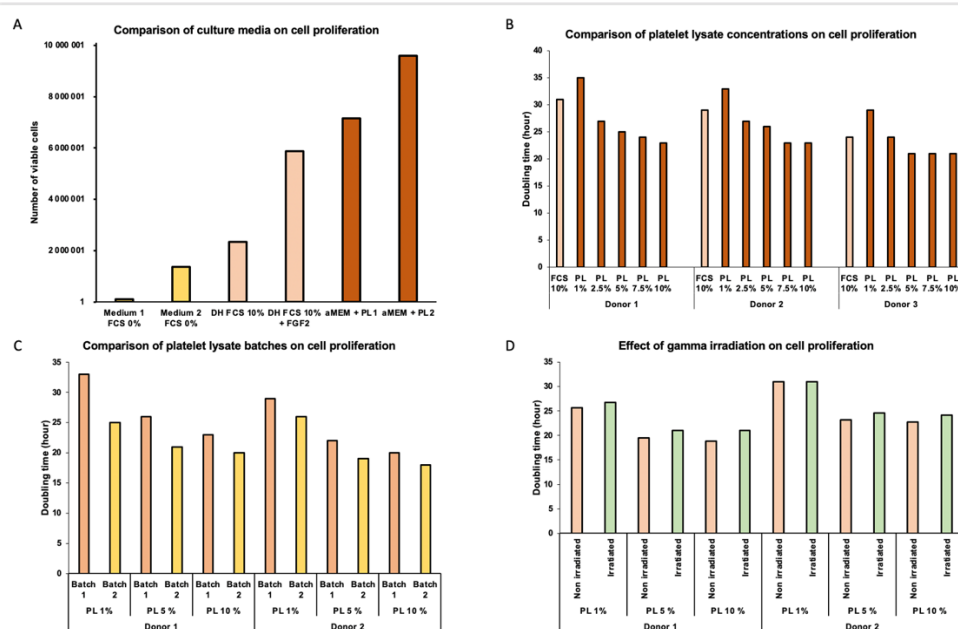 A
Comparison of culture media on cell proliferation
10 000 001
8 000 001
6 000 001
4 000 001
2 000 001
1
Number of viable cells
Medium 1 Medium 2 DH FCS 10% DH FCS 10% aMEM + PL1 aMEM + PL2
FCS 0% FCS 0% + FGF2
B
Comparison of platelet lysate concentrations on cell proliferation
40
35
30
25
20
15
10
5
0
Doubling time (hour)
FCS PL PL PL PL PL FCS PL PL PL PL PL FCS PL PL PL PL PL
10% 1% 2.5% 5% 7.5% 10% 10% 1% 2.5% 5% 7.5% 10% 10% 1% 2.5% 5% 7.5% 10%
Donor 1 Donor 2 Donor 3
C
Comparison of platelet lysate batches on cell proliferation
35
30
25
20
15
10
5
0
Doubling time (hour)
Batch Batch Batch Batch Batch Batch Batch Batch Batch Batch Batch Batch
1 2 1 2 1 2 1 2 1 2 1 2
PL 1% PL 5 % PL 10 % PL 1% PL 5 % PL 10 %
Donor 1 Donor 2
D
Effect of gamma irradiation on cell proliferation
35
30
25
20
15
10
5
0
Doubling time (hour)
Non irradiated Irratiated Non irradiated Irratiated Non irradiated Irratiated Non irradiated Irratiated Non irradiated Irratiated Non irradiated Irratiated
PL 1% PL 5 % PL 10 % PL 1% PL 5 % PL 10 %
Donor 1 Donor 2